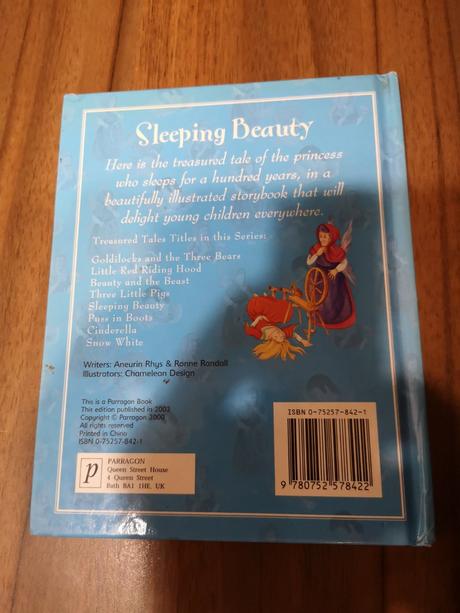 Sleeping Beauty
Here is the treasured tale of the princess
who sleeps for a hundred years, in a
beautifully illustrated storybook that will
delight young children everywhere.
Treasured Tales Titles in this Series:
Goldilocks and the Three Bears
Little Red Riding Hood
Beauty and the Beast
Three Little Pigs
Sleeping Beauty
Puss in Boots
Cinderella
Snow White
Writers: Aneurin Rhys & Ronne Randall
Illustrators: Chameleon Design
This is a Parragon Book
This edition published in 2003
Copyright © Parragon 2000
All rights reserved
Printed in China
ISBN 0-75257-842-1
p
PARRAGON
Queen Street House
4 Queen Street
Bath BA1 1HE, UK
ISBN 0-75257-842-1
9 780752 578422